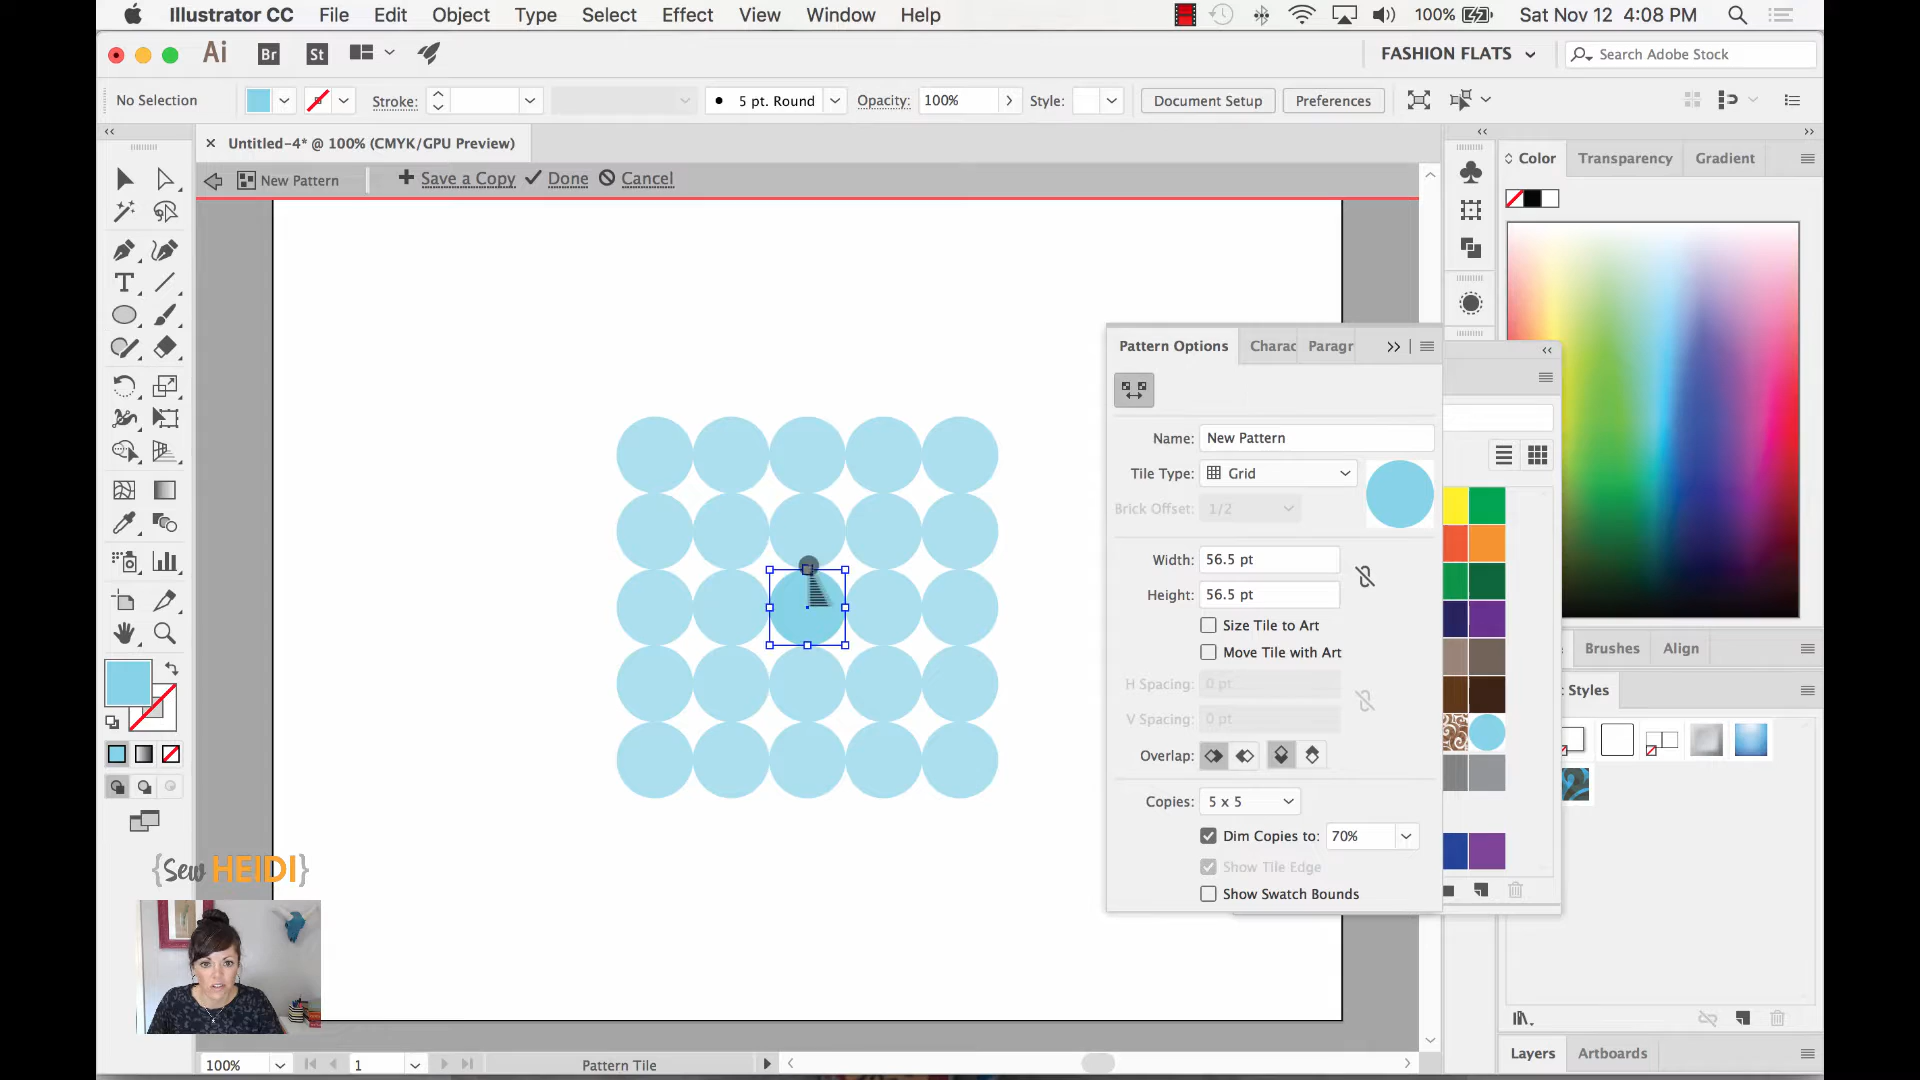 Illustrator CC File Edit Object Type Select Effect View Window Help 100% Sat Nov 12 4:08 PM
Ai Br St FASHION FLATS Search Adobe Stock
No Selection Stroke: 5 pt. Round Opacity: 100% Style: Document Setup Preferences
Untitled-4* @ 100% (CMYK/GPU Preview)
New Pattern Save a Copy Done Cancel
Color Transparency Gradient
Pattern Options Charac Paragr
Name: New Pattern
Tile Type: Grid
Brick Offset: 1/2
Width: 56.5 pt
Height: 56.5 pt
Size Tile to Art
Move Tile with Art
H Spacing: 0 pt
V Spacing: 0 pt
Overlap:
Copies: 5 x 5
Dim Copies to: 70%
Show Tile Edge
Show Swatch Bounds
Brushes Align
Styles
{Sew HEIDI}
Layers Artboards
100% 1 Pattern Tile